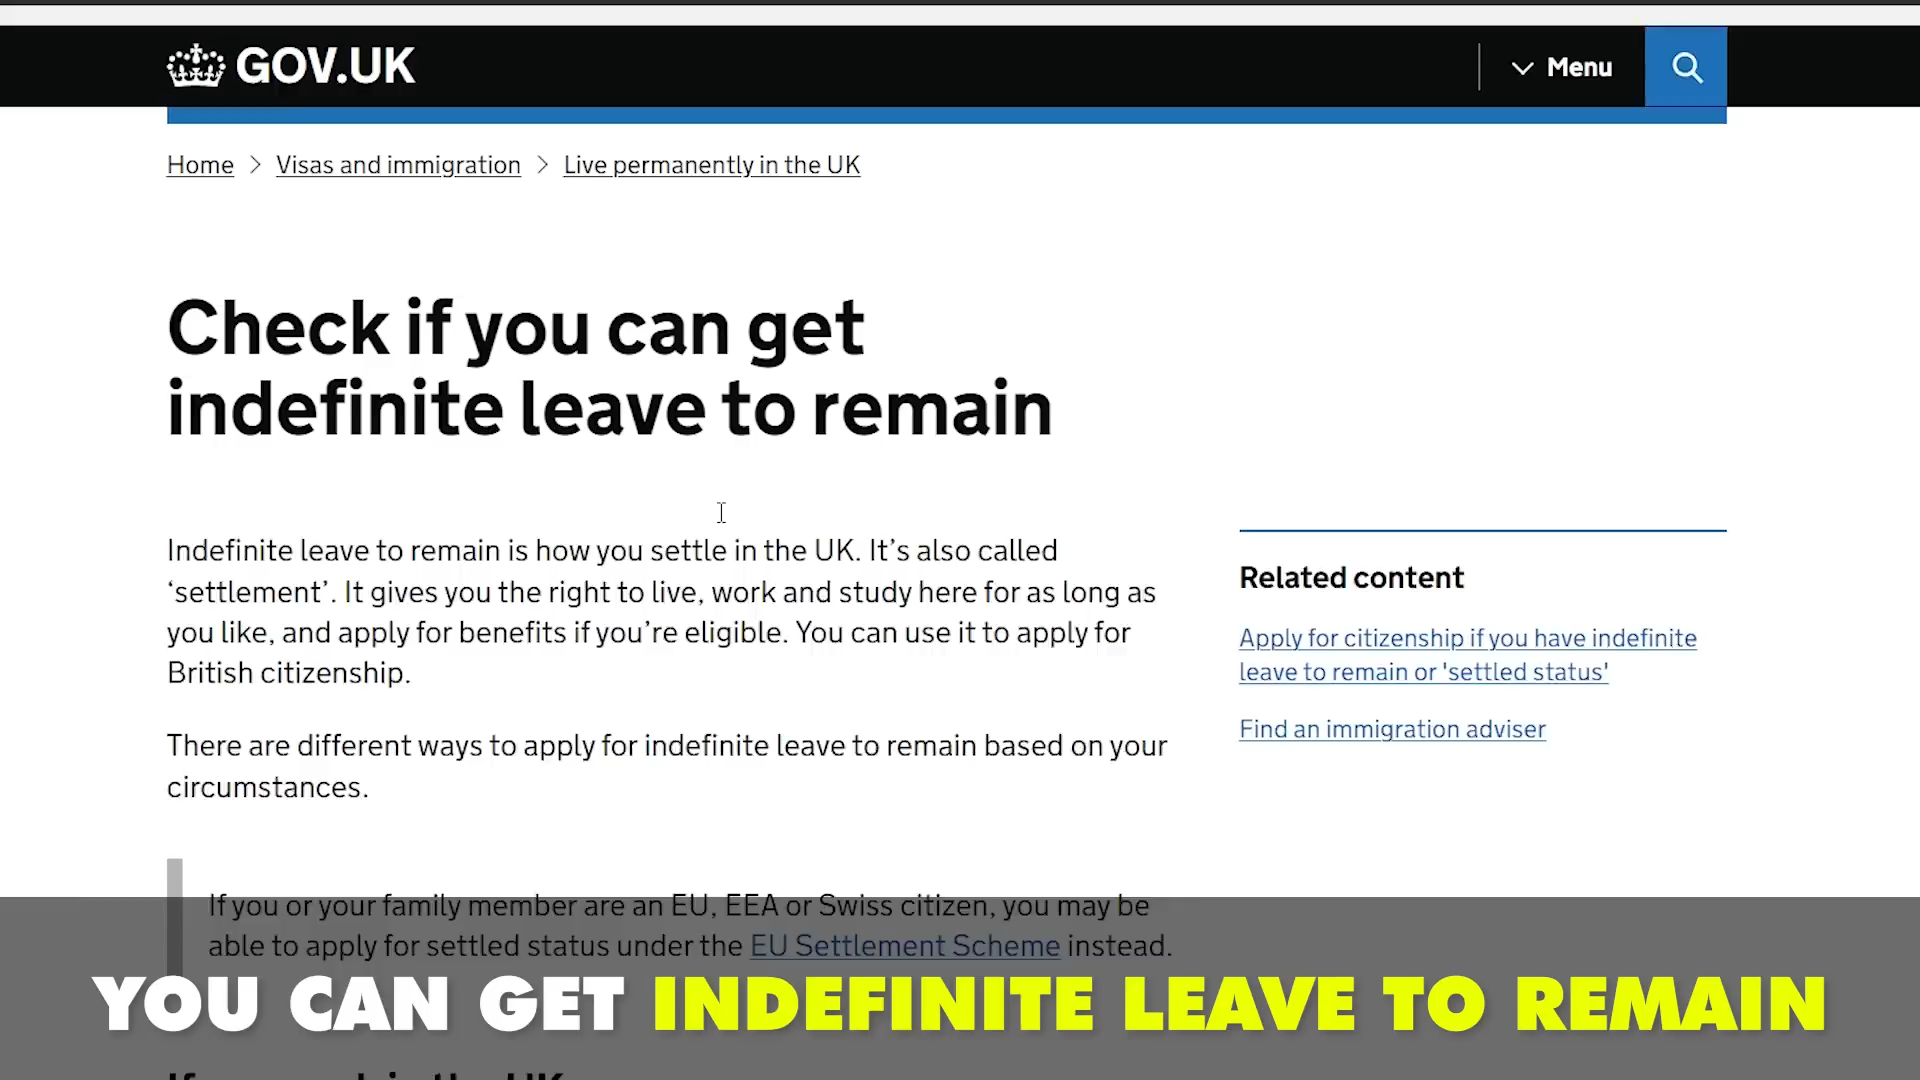 GOV.UK
Menu
Home > Visas and immigration > Live permanently in the UK
Check if you can get
indefinite leave to remain
Indefinite leave to remain is how you settle in the UK. It’s also called
‘settlement’. It gives you the right to live, work and study here for as long as
you like, and apply for benefits if you’re eligible. You can use it to apply for
British citizenship.
There are different ways to apply for indefinite leave to remain based on your
circumstances.
Related content
Apply for citizenship if you have indefinite
leave to remain or 'settled status'
Find an immigration adviser
If you or your family member are an EU, EEA or Swiss citizen, you may be
able to apply for settled status under the EU Settlement Scheme instead.
YOU CAN GET INDEFINITE LEAVE TO REMAIN